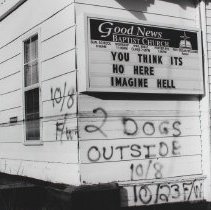 Good News
Baptist Church
YOU THINK ITS
HO HERE
IMAGINE HELL
10/8
2 DOGS
OUTSIDE
10/8
10/23